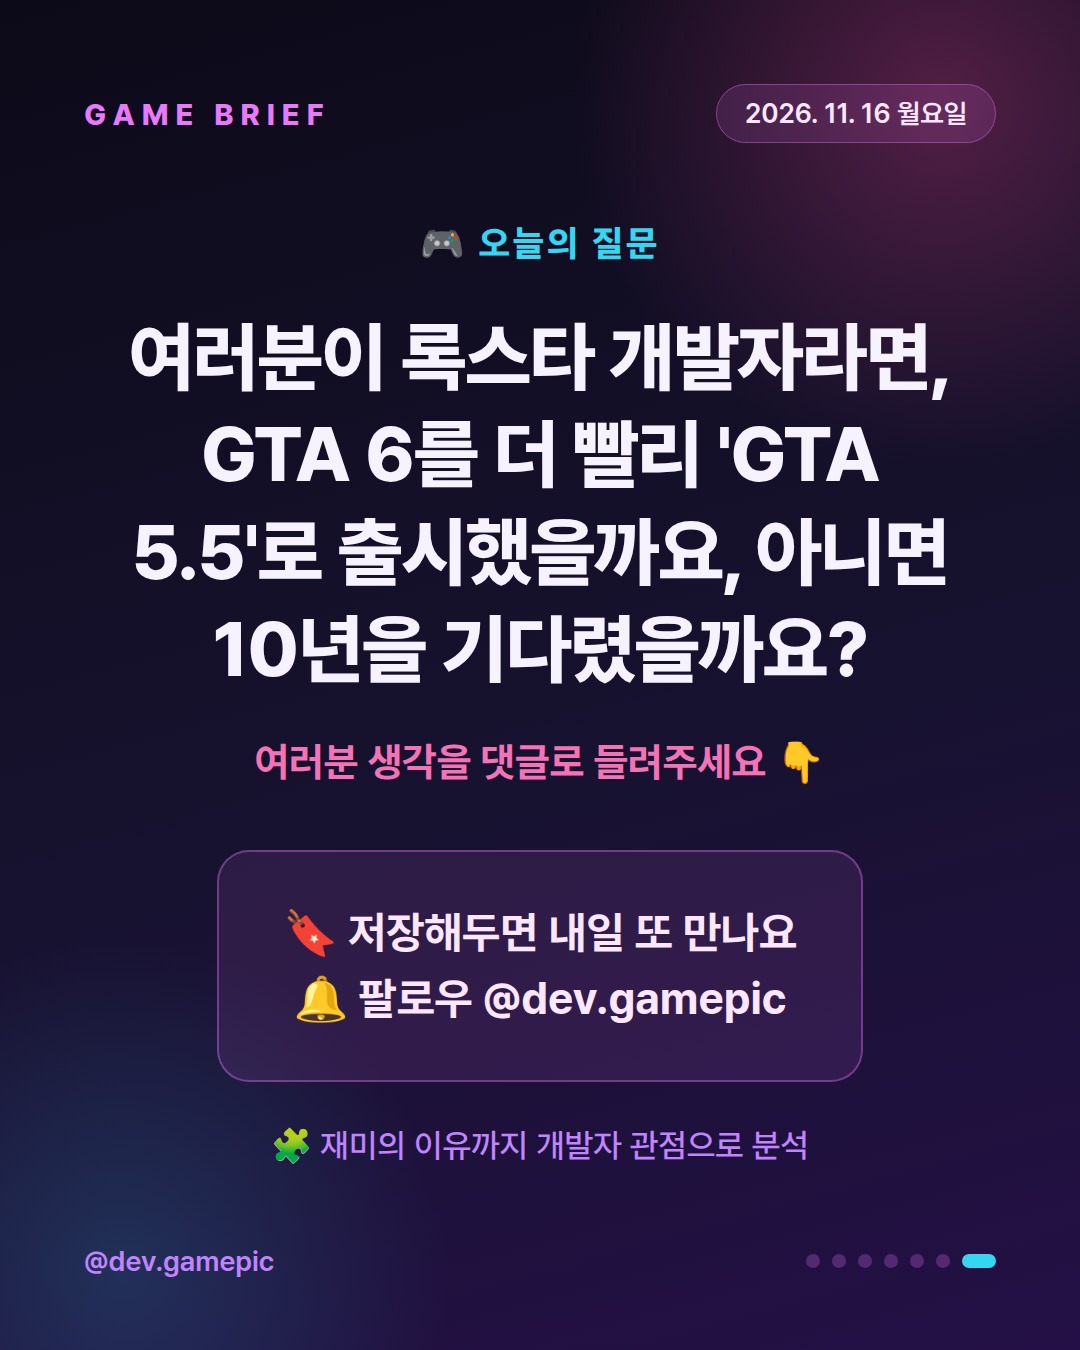 GAME BRIEF
2026. 11. 16 월요일
🎮 오늘의 질문
여러분이 록스타 개발자라면,
GTA 6를 더 빨리 'GTA
5.5'로 출시했을까요, 아니면
10년을 기다렸을까요?
여러분 생각을 댓글로 들려주세요 👇
🔖 저장해두면 내일 또 만나요
🔔 팔로우 @dev.gamepic
🧩 재미의 이유까지 개발자 관점으로 분석
@dev.gamepic